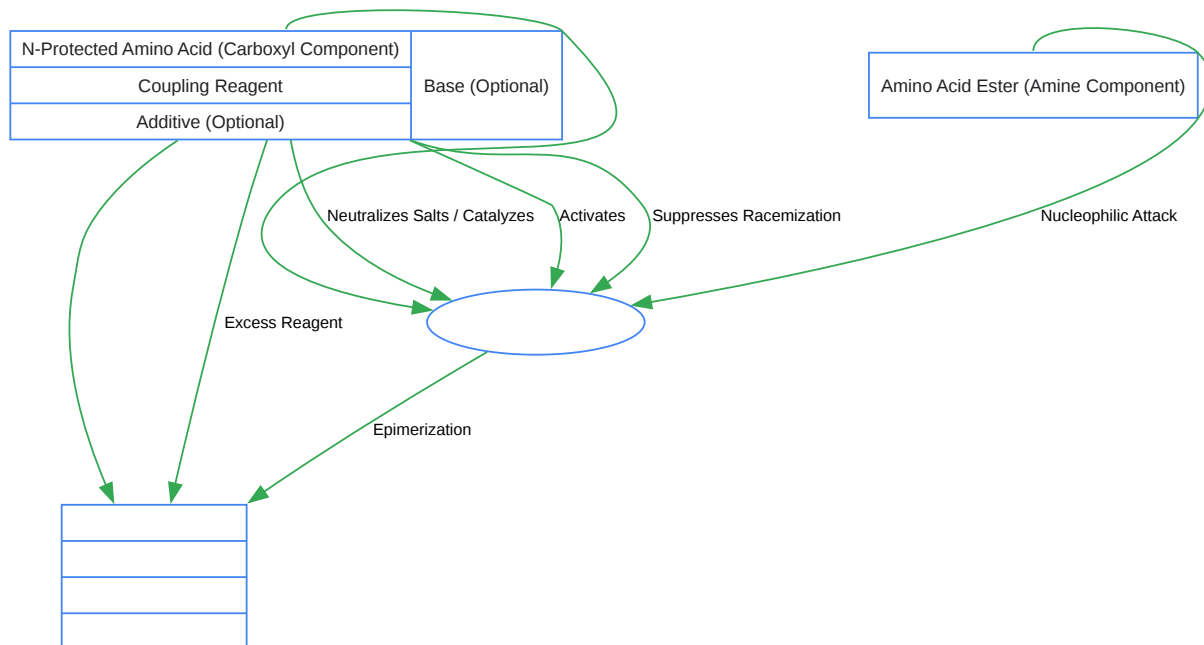 N-Protected Amino Acid (Carboxyl Component)
Coupling Reagent
Additive (Optional)
Base (Optional)
Amino Acid Ester (Amine Component)
Neutralizes Salts / Catalyzes
Activates
Suppresses Racemization
Nucleophilic Attack
Excess Reagent
Epimerization